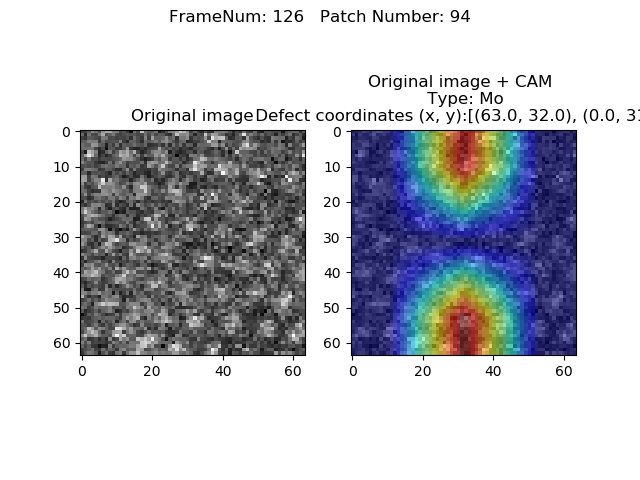 FrameNum: 126   Patch Number: 94
Original image + CAM
Type: Mo
Original image
Defect coordinates (x, y):[(63.0, 32.0), (0.0, 31
0
10
20
30
40
50
60
0 20 40 60
0
10
20
30
40
50
60
0 20 40 60